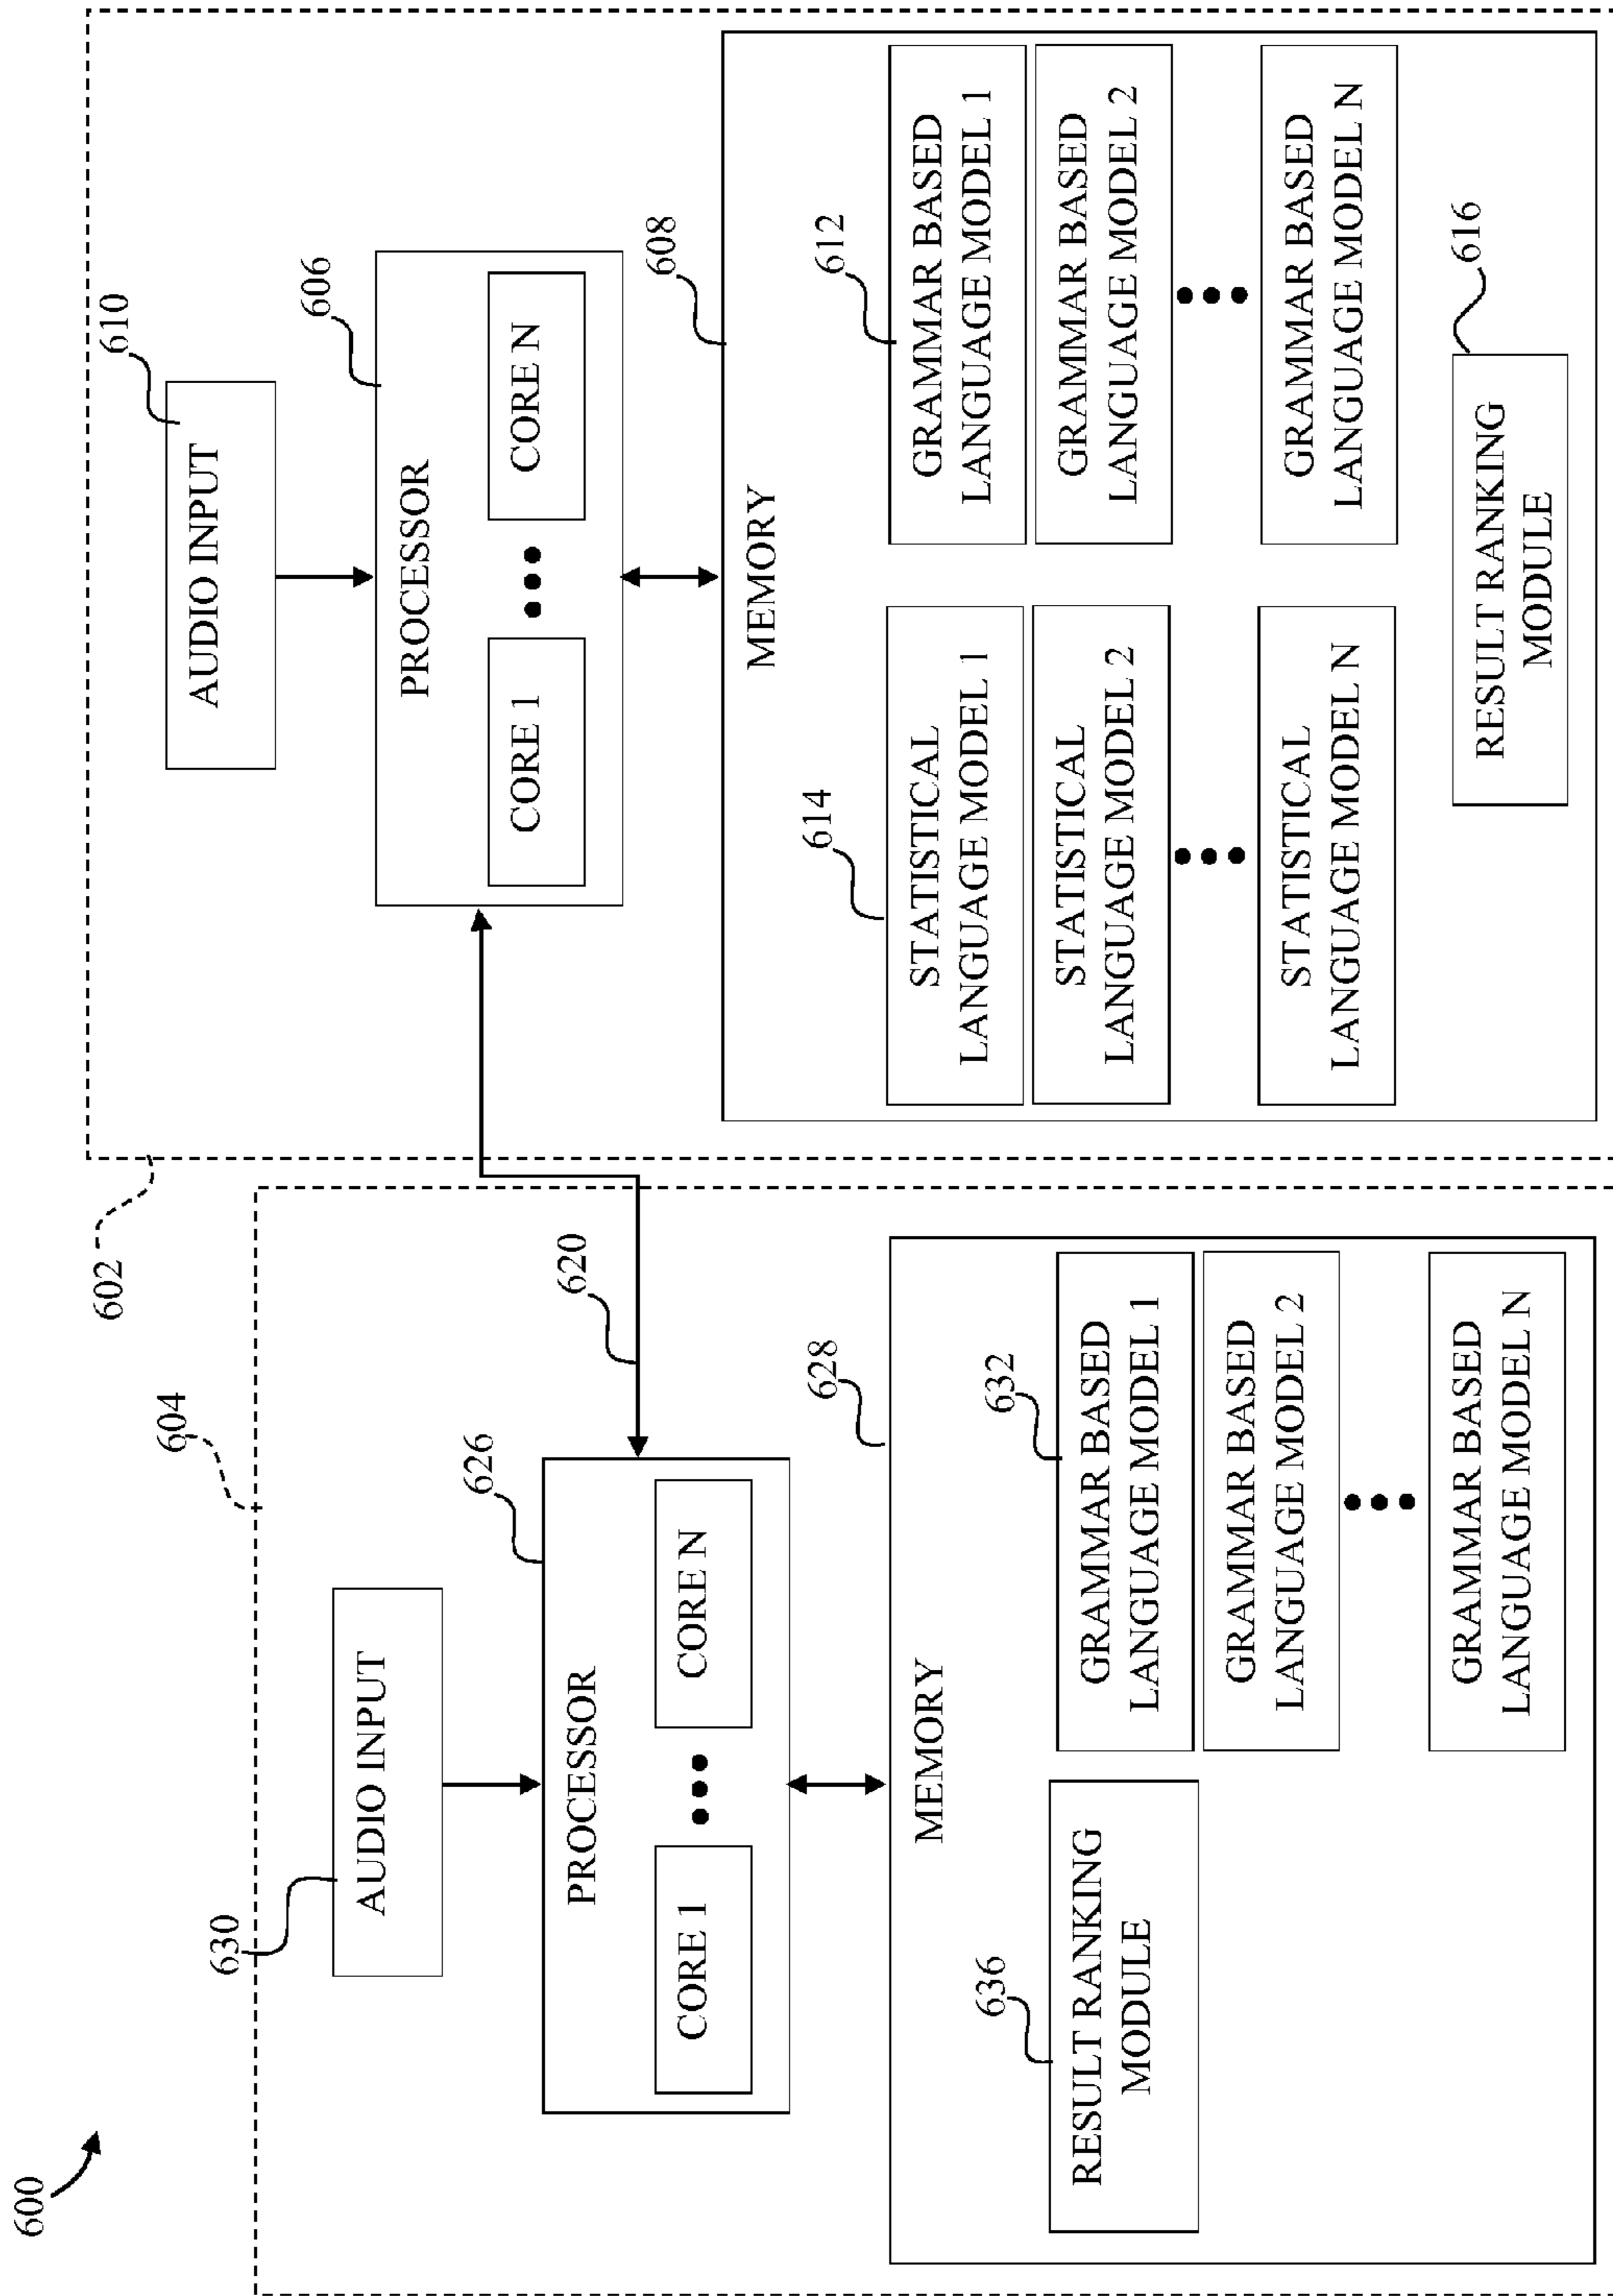 600
604
630
AUDIO INPUT
626
PROCESSOR
CORE 1
CORE N
620
628
MEMORY
636
RESULT RANKING
MODULE
632
GRAMMAR BASED
LANGUAGE MODEL 1
GRAMMAR BASED
LANGUAGE MODEL 2
GRAMMAR BASED
LANGUAGE MODEL N
602
610
AUDIO INPUT
606
PROCESSOR
CORE 1
CORE N
608
MEMORY
614
STATISTICAL
LANGUAGE MODEL 1
STATISTICAL
LANGUAGE MODEL 2
STATISTICAL
LANGUAGE MODEL N
612
GRAMMAR BASED
LANGUAGE MODEL 1
GRAMMAR BASED
LANGUAGE MODEL 2
GRAMMAR BASED
LANGUAGE MODEL N
616
RESULT RANKING
MODULE